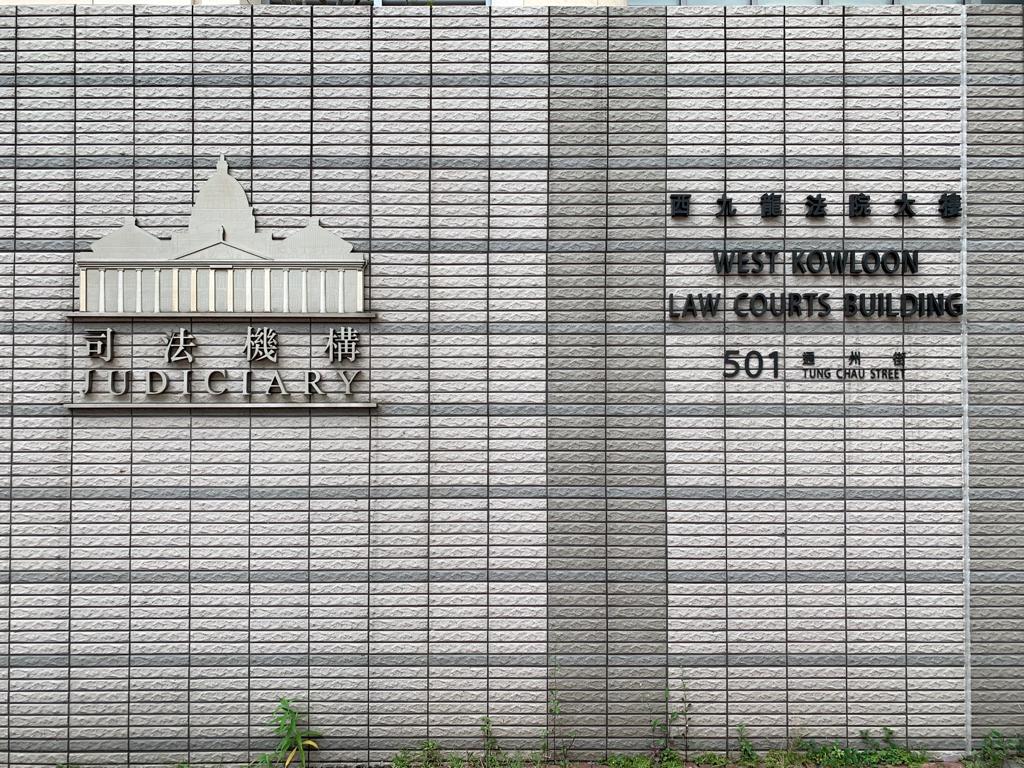 司法機構
JUDICIARY
西九龍法院大樓
WEST KOWLOON
LAW COURTS BUILDING
501 通州街
TUNG CHAU STREET